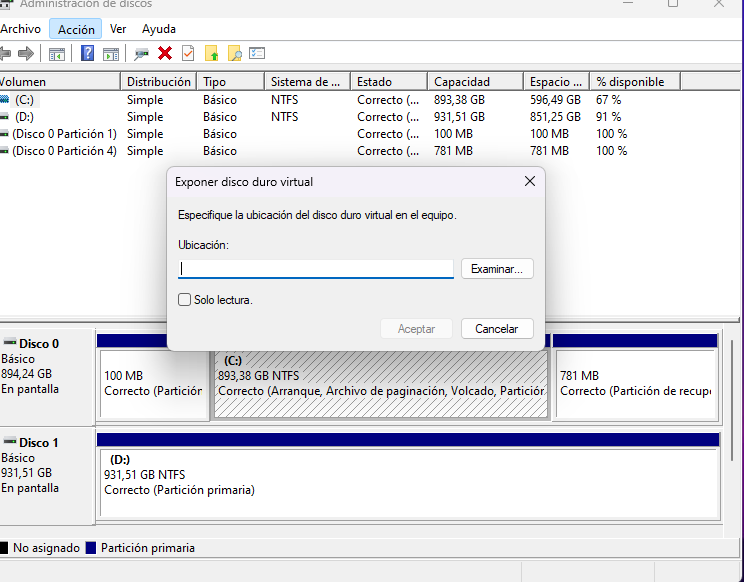 Administración de discos
Archivo Acción Ver Ayuda
Volumen Distribución Tipo Sistema de ... Estado Capacidad Espacio ... % disponible
(C:) Simple Básico NTFS Correcto (... 893,38 GB 596,49 GB 67 %
(D:) Simple Básico NTFS Correcto (... 931,51 GB 851,25 GB 91 %
(Disco 0 Partición 1) Simple Básico Correcto (... 100 MB 100 MB 100 %
(Disco 0 Partición 4) Simple Básico Correcto (... 781 MB 781 MB 100 %
Exponer disco duro virtual
Especifique la ubicación del disco duro virtual en el equipo.
Ubicación:
Examinar...
Solo lectura.
Aceptar Cancelar
Disco 0
Básico
894,24 GB
En pantalla
100 MB
Correcto (Partición
(C:)
893,38 GB NTFS
Correcto (Arranque, Archivo de paginación, Volcado, Partición
781 MB
Correcto (Partición de recupe
Disco 1
Básico
931,51 GB
En pantalla
(D:)
931,51 GB NTFS
Correcto (Partición primaria)
No asignado Partición primaria